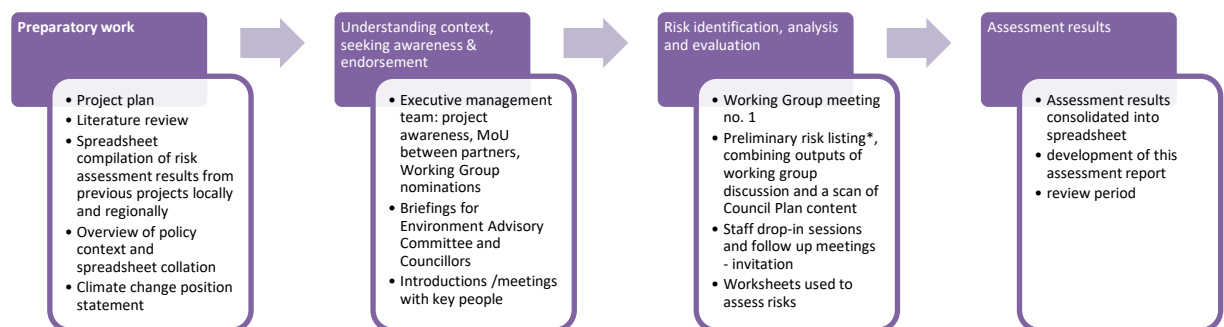 Preparatory work
• Project plan
• Literature review
• Spreadsheet
compilation of risk
assessment results from
previous projects locally
and regionally
• Overview of policy
context and
spreadsheet collation
• Climate change position
statement
Understanding context,
seeking awareness &
endorsement
• Executive management
team: project
awareness, MoU
between partners,
Working Group
nominations
• Briefings for
Environment Advisory
Committee and
Councillors
• Introductions /meetings
with key people
Risk identification, analysis
and evaluation
• Working Group meeting
no. 1
• Preliminary risk listing*,
combining outputs of
working group
discussion and a scan of
Council Plan content
• Staff drop-in sessions
and follow up meetings
- invitation
• Worksheets used to
assess risks
Assessment results
• Assessment results
consolidated into
spreadsheet
• development of this
assessment report
• review period